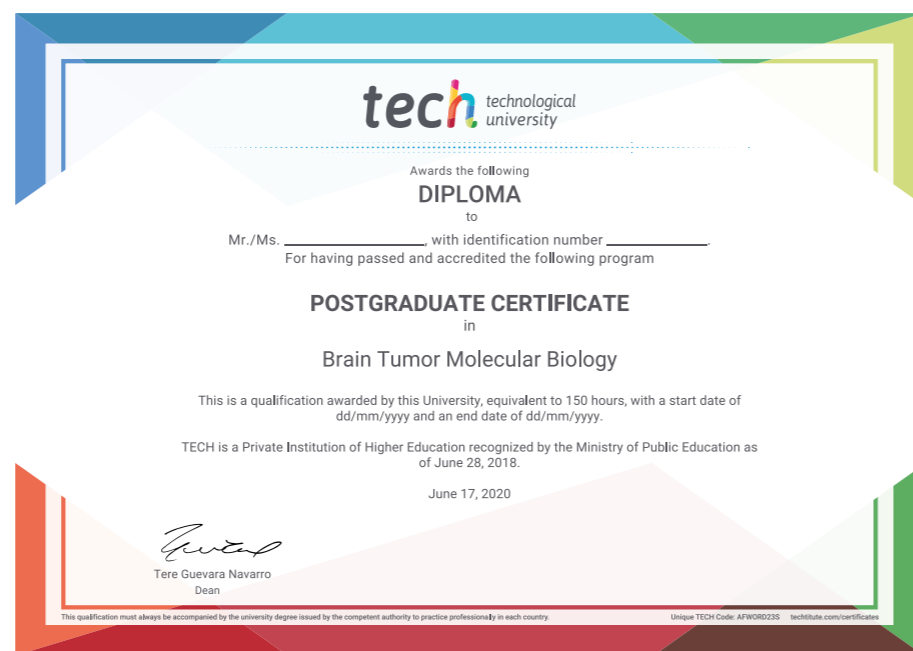 tech technological
university
Awards the following
DIPLOMA
to
Mr./Ms. ____________________, with identification number ______________.
For having passed and accredited the following program
POSTGRADUATE CERTIFICATE
in
Brain Tumor Molecular Biology
This is a qualification awarded by this University, equivalent to 150 hours, with a start date of
dd/mm/yyyy and an end date of dd/mm/yyyy.
TECH is a Private Institution of Higher Education recognized by the Ministry of Public Education as
of June 28, 2018.
June 17, 2020
Tere Guevara Navarro
Dean
This qualification must always be accompanied by the university degree issued by the competent authority to practice professionally in each country. Unique TECH Code: AFWORD23S techtitute.com/certificates